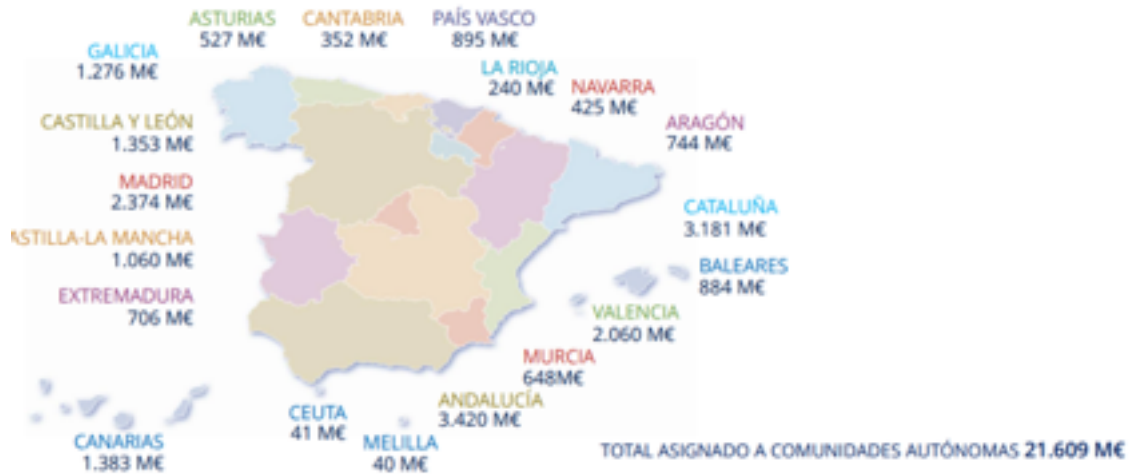 ASTURIAS
527 M€
CANTABRIA
352 M€
PAÍS VASCO
895 M€
GALICIA
1.276 M€
LA RIOJA
240 M€
NAVARRA
425 M€
CASTILLA Y LEÓN
1.353 M€
ARAGÓN
744 M€
MADRID
2.374 M€
CATALUÑA
3.181 M€
ASTILLA-LA MANCHA
1.060 M€
BALEARES
884 M€
EXTREMADURA
706 M€
VALENCIA
2.060 M€
MURCIA
648M€
ANDALUCÍA
3.420 M€
CEUTA
41 M€
MELILLA
40 M€
CANARIAS
1.383 M€
TOTAL ASIGNADO A COMUNIDADES AUTÓNOMAS 21.609 M€